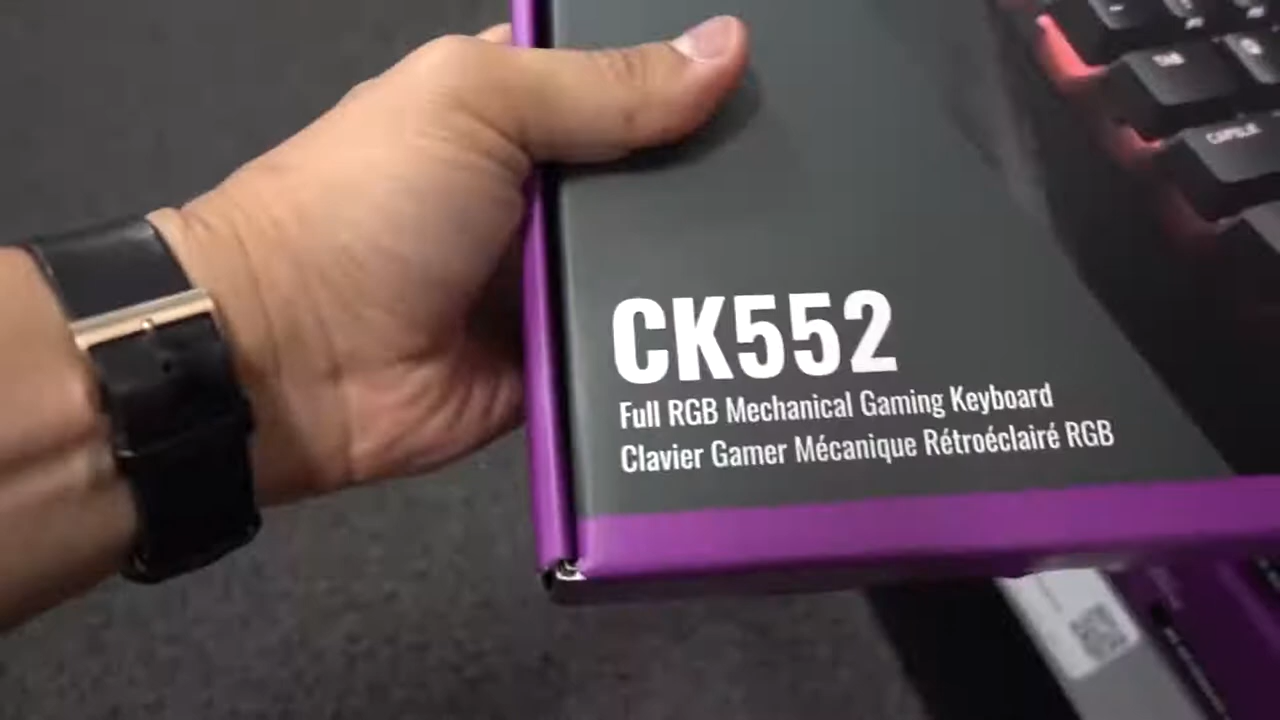 CK552
Full RGB Mechanical Gaming Keyboard
Clavier Gamer Mécanique Rétroéclairé RGB